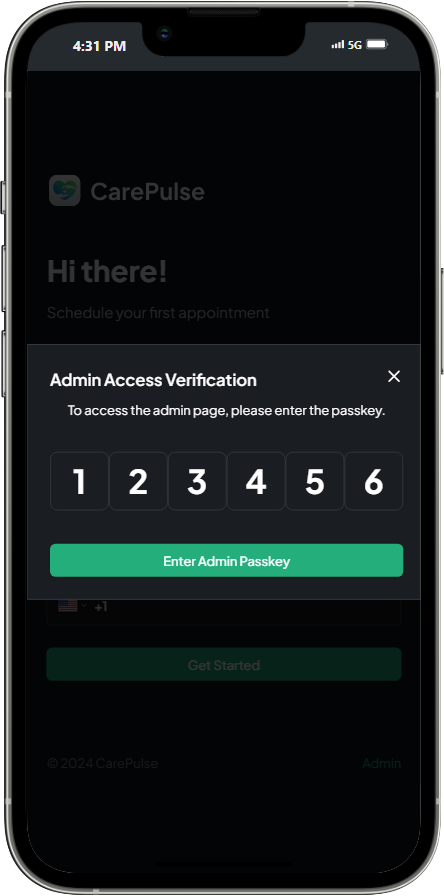 4:31 PM 5G
CarePulse
Hi there!
Schedule your first appointment
Admin Access Verification
To access the admin page, please enter the passkey.
1 2 3 4 5 6
Enter Admin Passkey
+1
Get Started
© 2024 CarePulse Admin